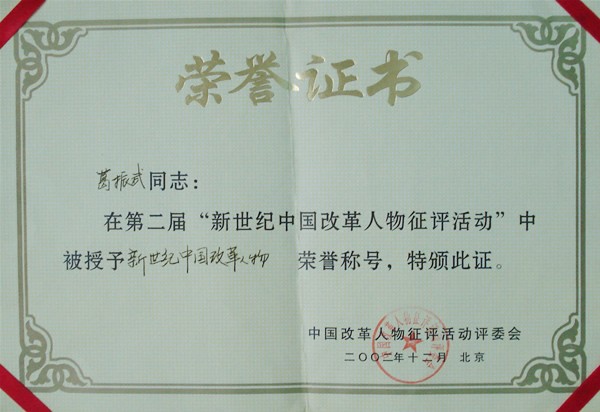 荣誉证书
葛振武同志：
在第二届“新世纪中国改革人物征评活动”中
被授予新世纪中国改革人物 荣誉称号，特颁此证。
中国改革人物征评活动评委会
二〇〇二年十二月 北京